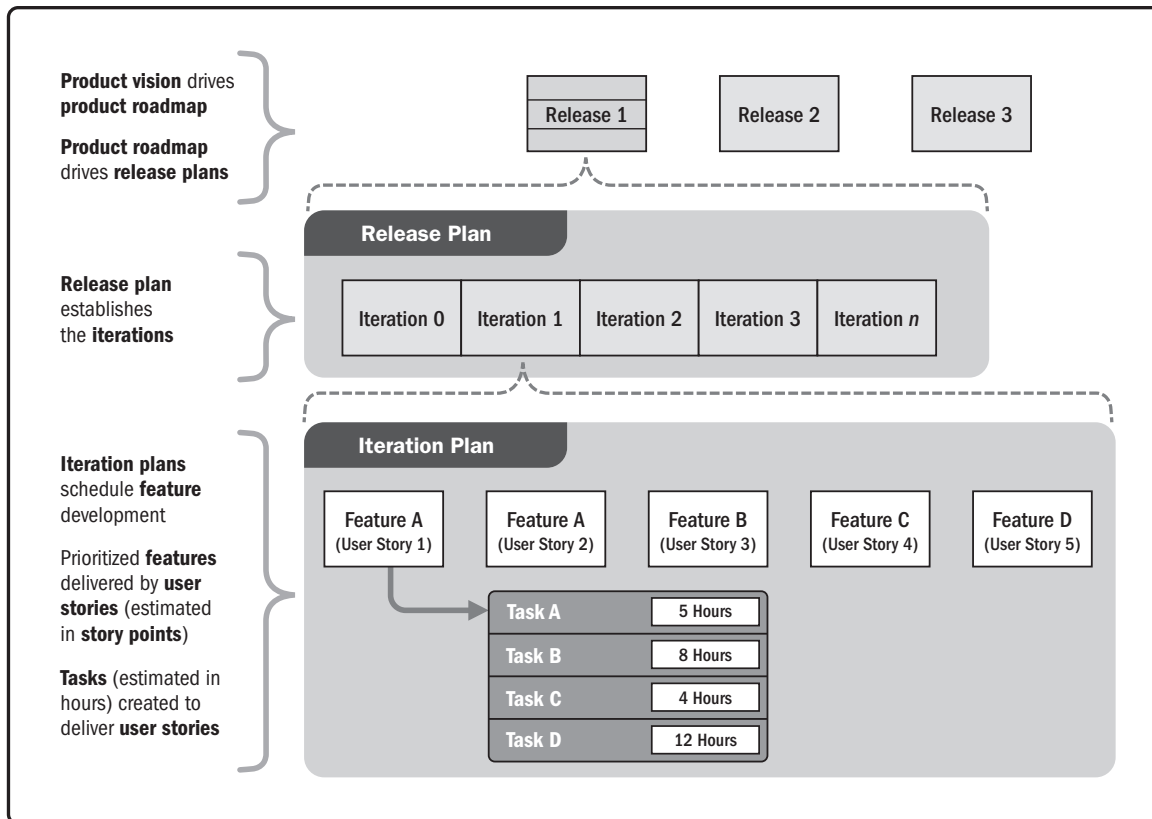 Product vision drives
product roadmap
Product roadmap
drives release plans
Release 1
Release 2
Release 3
Release Plan
Release plan
establishes
the iterations
Iteration 0
Iteration 1
Iteration 2
Iteration 3
Iteration n
Iteration Plan
Iteration plans
schedule feature
development
Prioritized features
delivered by user
stories (estimated
in story points)
Tasks (estimated in
hours) created to
deliver user stories
Feature A
(User Story 1)
Feature A
(User Story 2)
Feature B
(User Story 3)
Feature C
(User Story 4)
Feature D
(User Story 5)
Task A 5 Hours
Task B 8 Hours
Task C 4 Hours
Task D 12 Hours